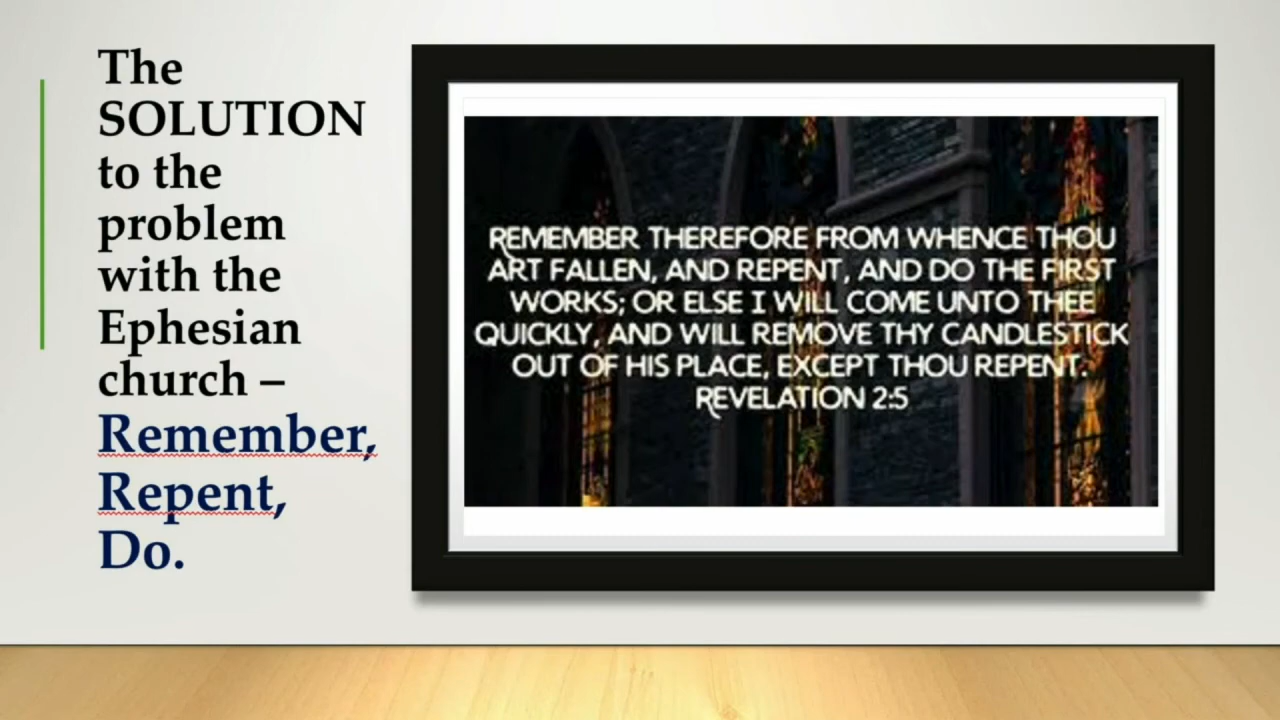 The
SOLUTION
to the
problem
with the
Ephesian
church –
Remember,
Repent,
Do.
REMEMBER THEREFORE FROM WHENCE THOU
ART FALLEN, AND REPENT, AND DO THE FIRST
WORKS; OR ELSE I WILL COME UNTO THEE
QUICKLY, AND WILL REMOVE THY CANDLESTICK
OUT OF HIS PLACE, EXCEPT THOU REPENT.
REVELATION 2:5